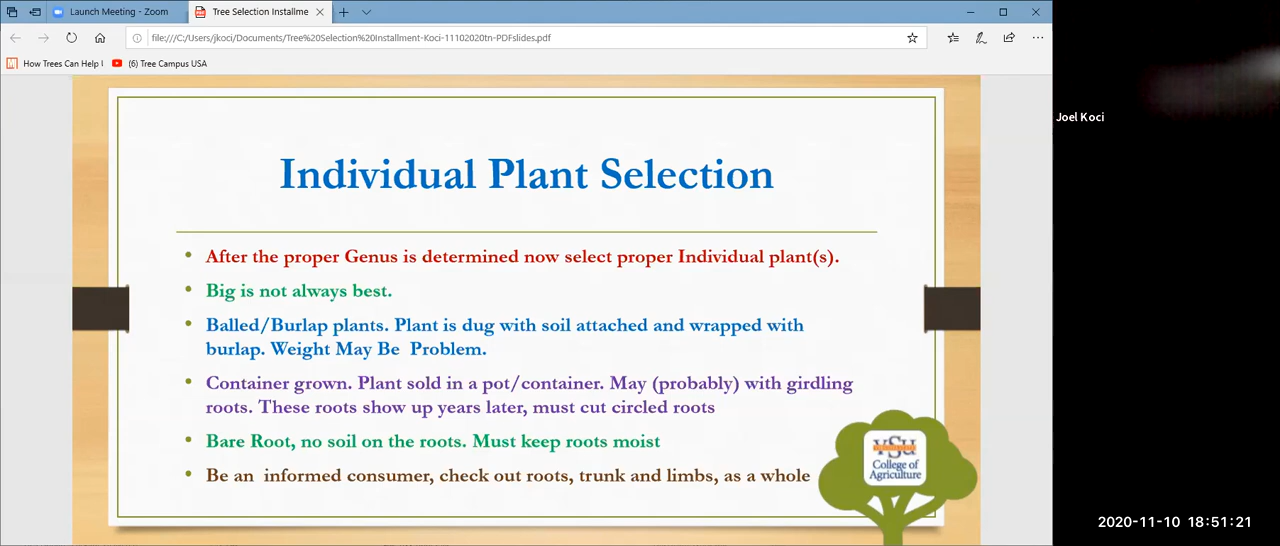 Launch Meeting - Zoom
Tree Selection Installme
file:///C:/Users/jkoci/Documents/Tree%20Selection%20Installment-Koci-11102020tn-PDFslides.pdf
How Trees Can Help U
(6) Tree Campus USA
Joel Koci
Individual Plant Selection
After the proper Genus is determined now select proper Individual plant(s).
Big is not always best.
Balled/Burlap plants. Plant is dug with soil attached and wrapped with
burlap. Weight May Be Problem.
Container grown. Plant sold in a pot/container. May (probably) with girdling
roots. These roots show up years later, must cut circled roots
Bare Root, no soil on the roots. Must keep roots moist
Be an informed consumer, check out roots, trunk and limbs, as a whole
VSU
College of
Agriculture
2020-11-10 18:51:21